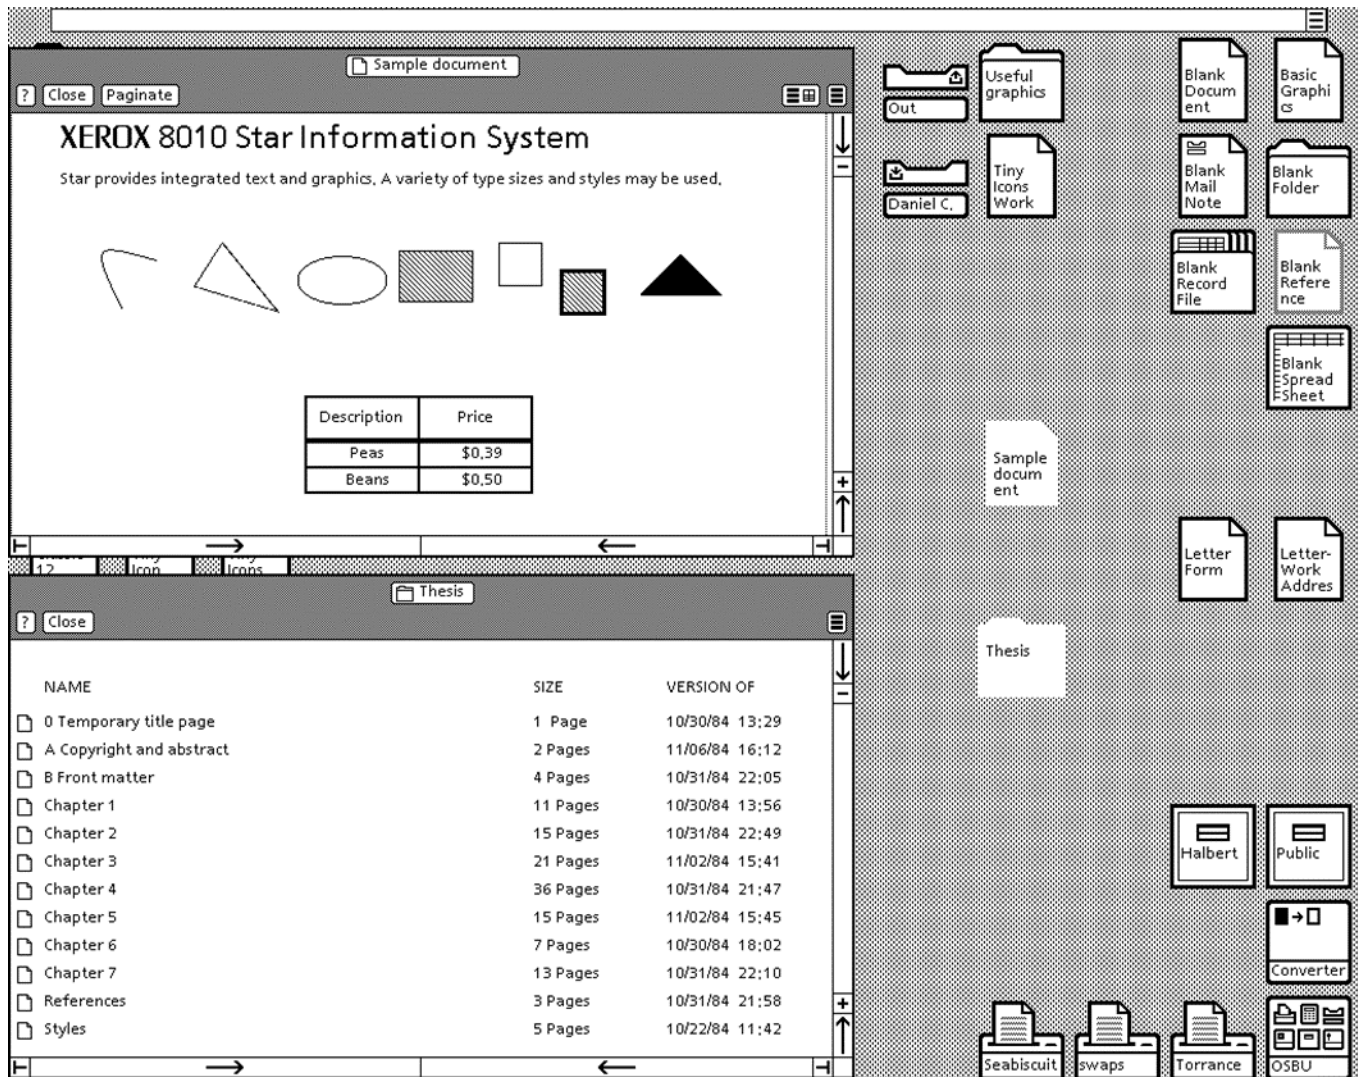 Sample document
? Close Paginate
XEROX 8010 Star Information System
Star provides integrated text and graphics. A variety of type sizes and styles may be used.
Description Price
Peas $0.39
Beans $0.50
12 Icon Icons
Thesis
? Close
NAME SIZE VERSION OF
0 Temporary title page 1 Page 10/30/84 13:29
A Copyright and abstract 2 Pages 11/06/84 16:12
B Front matter 4 Pages 10/31/84 22:05
Chapter 1 11 Pages 10/30/84 13:56
Chapter 2 15 Pages 10/31/84 22:49
Chapter 3 21 Pages 11/02/84 15:41
Chapter 4 36 Pages 10/31/84 21:47
Chapter 5 15 Pages 11/02/84 15:45
Chapter 6 7 Pages 10/30/84 18:02
Chapter 7 13 Pages 10/31/84 22:10
References 3 Pages 10/31/84 21:58
Styles 5 Pages 10/22/84 11:42
Out
Useful
graphics
Blank
Docum
ent
Basic
Graphi
cs
Daniel C.
Tiny
Icons
Work
Blank
Mail
Note
Blank
Folder
Blank
Record
File
Blank
Refere
nce
Blank
Spread
Sheet
Sample
docum
ent
Letter
Form
Letter-
Work
Addres
Thesis
Halbert
Public
Converter
Seabiscuit
swaps
Torrance
OSBU